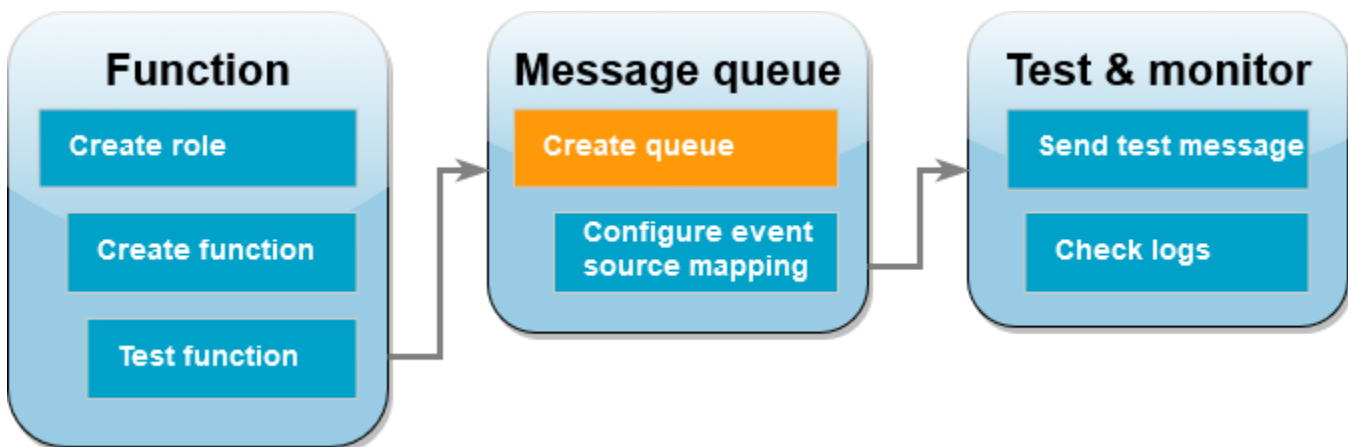 Function
Create role
Create function
Test function
Message queue
Create queue
Configure event
source mapping
Test & monitor
Send test message
Check logs